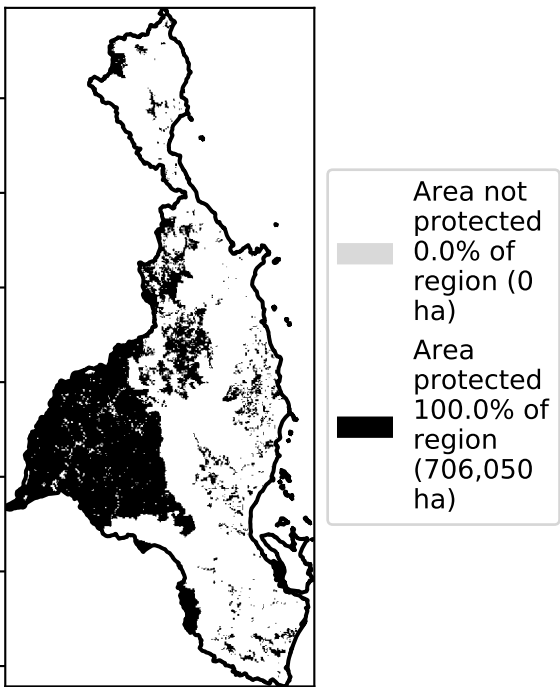 Area not
protected
0.0% of
region (0
ha)
Area
protected
100.0% of
region
(706,050
ha)